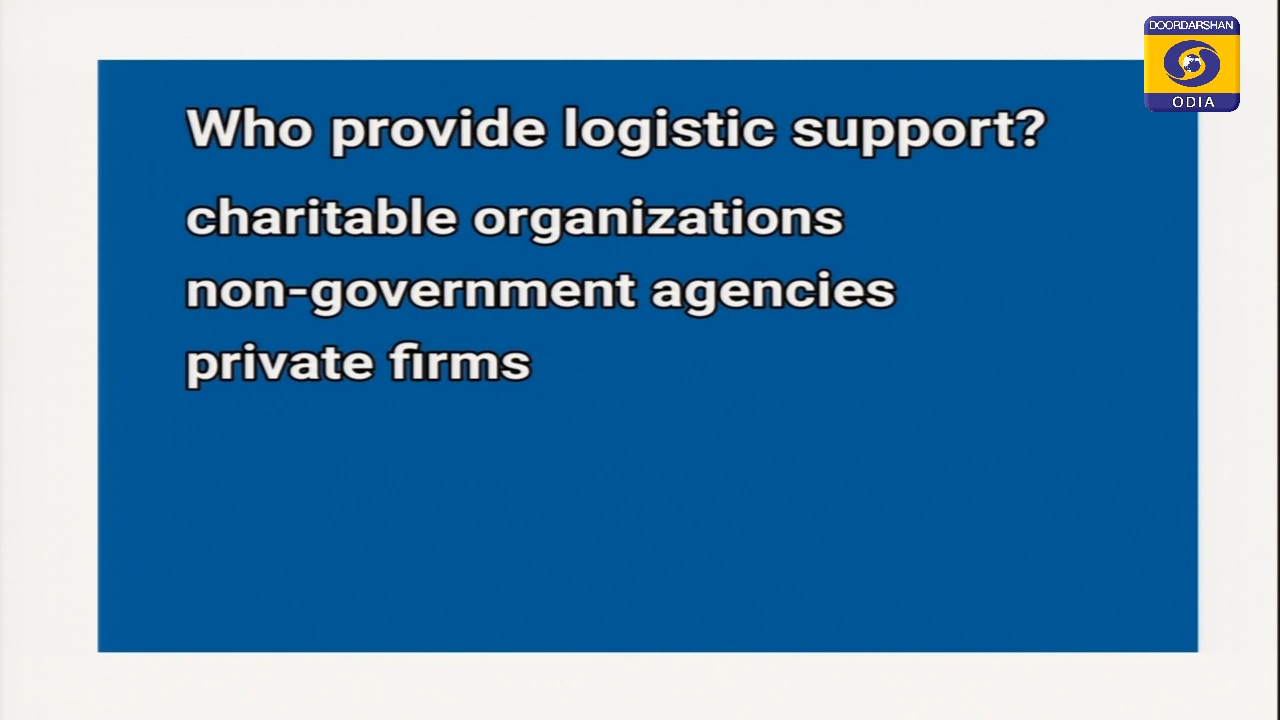 DOORDARSHAN
ODIA
Who provide logistic support?
charitable organizations
non-government agencies
private firms